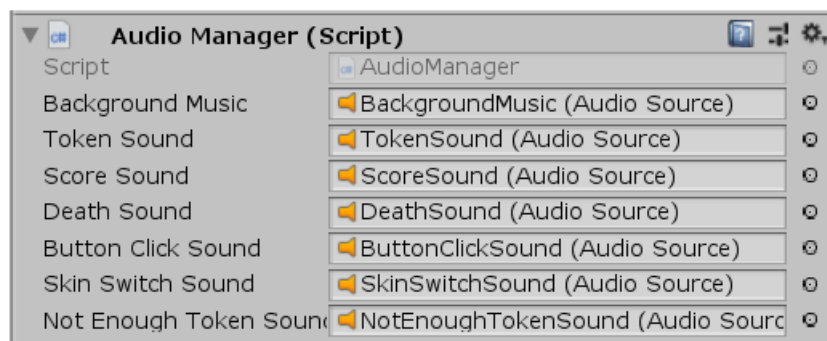 Audio Manager (Script)
Script AudioManager
Background Music BackgroundMusic (Audio Source)
Token Sound TokenSound (Audio Source)
Score Sound ScoreSound (Audio Source)
Death Sound DeathSound (Audio Source)
Button Click Sound ButtonClickSound (Audio Source)
Skin Switch Sound SkinSwitchSound (Audio Source)
Not Enough Token Soun NotEnoughTokenSound (Audio Sourc